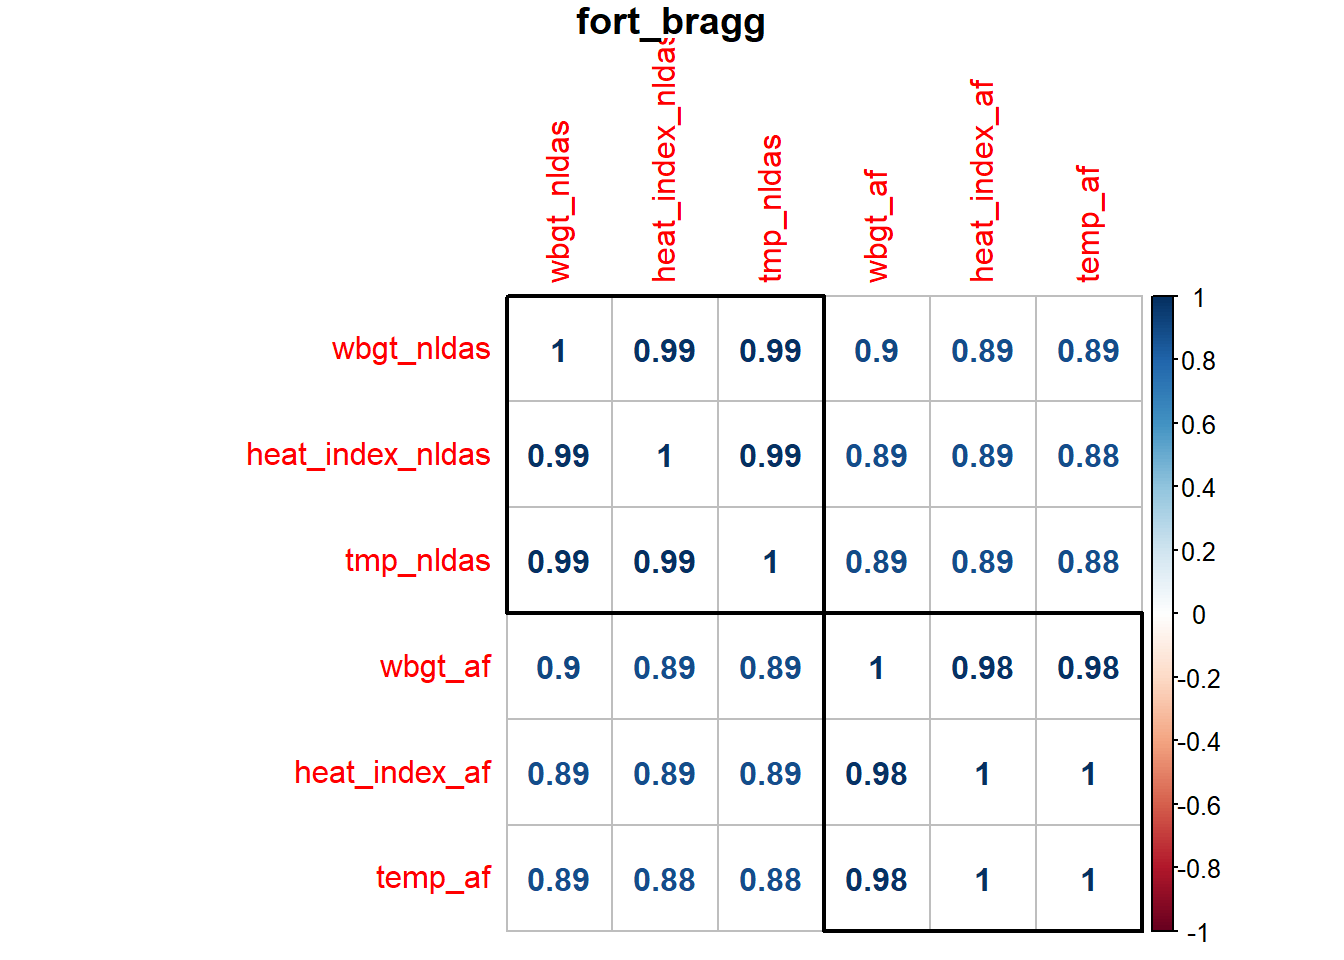 fort_bragg
wbgt_nldas
heat_index_nldas
tmp_nldas
wbgt_af
heat_index_af
temp_af
wbgt_nldas 1 0.99 0.99 0.9 0.89 0.89
heat_index_nldas 0.99 1 0.99 0.89 0.89 0.88
tmp_nldas 0.99 0.99 1 0.89 0.89 0.88
wbgt_af 0.9 0.89 0.89 1 0.98 0.98
heat_index_af 0.89 0.89 0.89 0.98 1 1
temp_af 0.89 0.88 0.88 0.98 1 1
1
0.8
0.6
0.4
0.2
0
-0.2
-0.4
-0.6
-0.8
-1